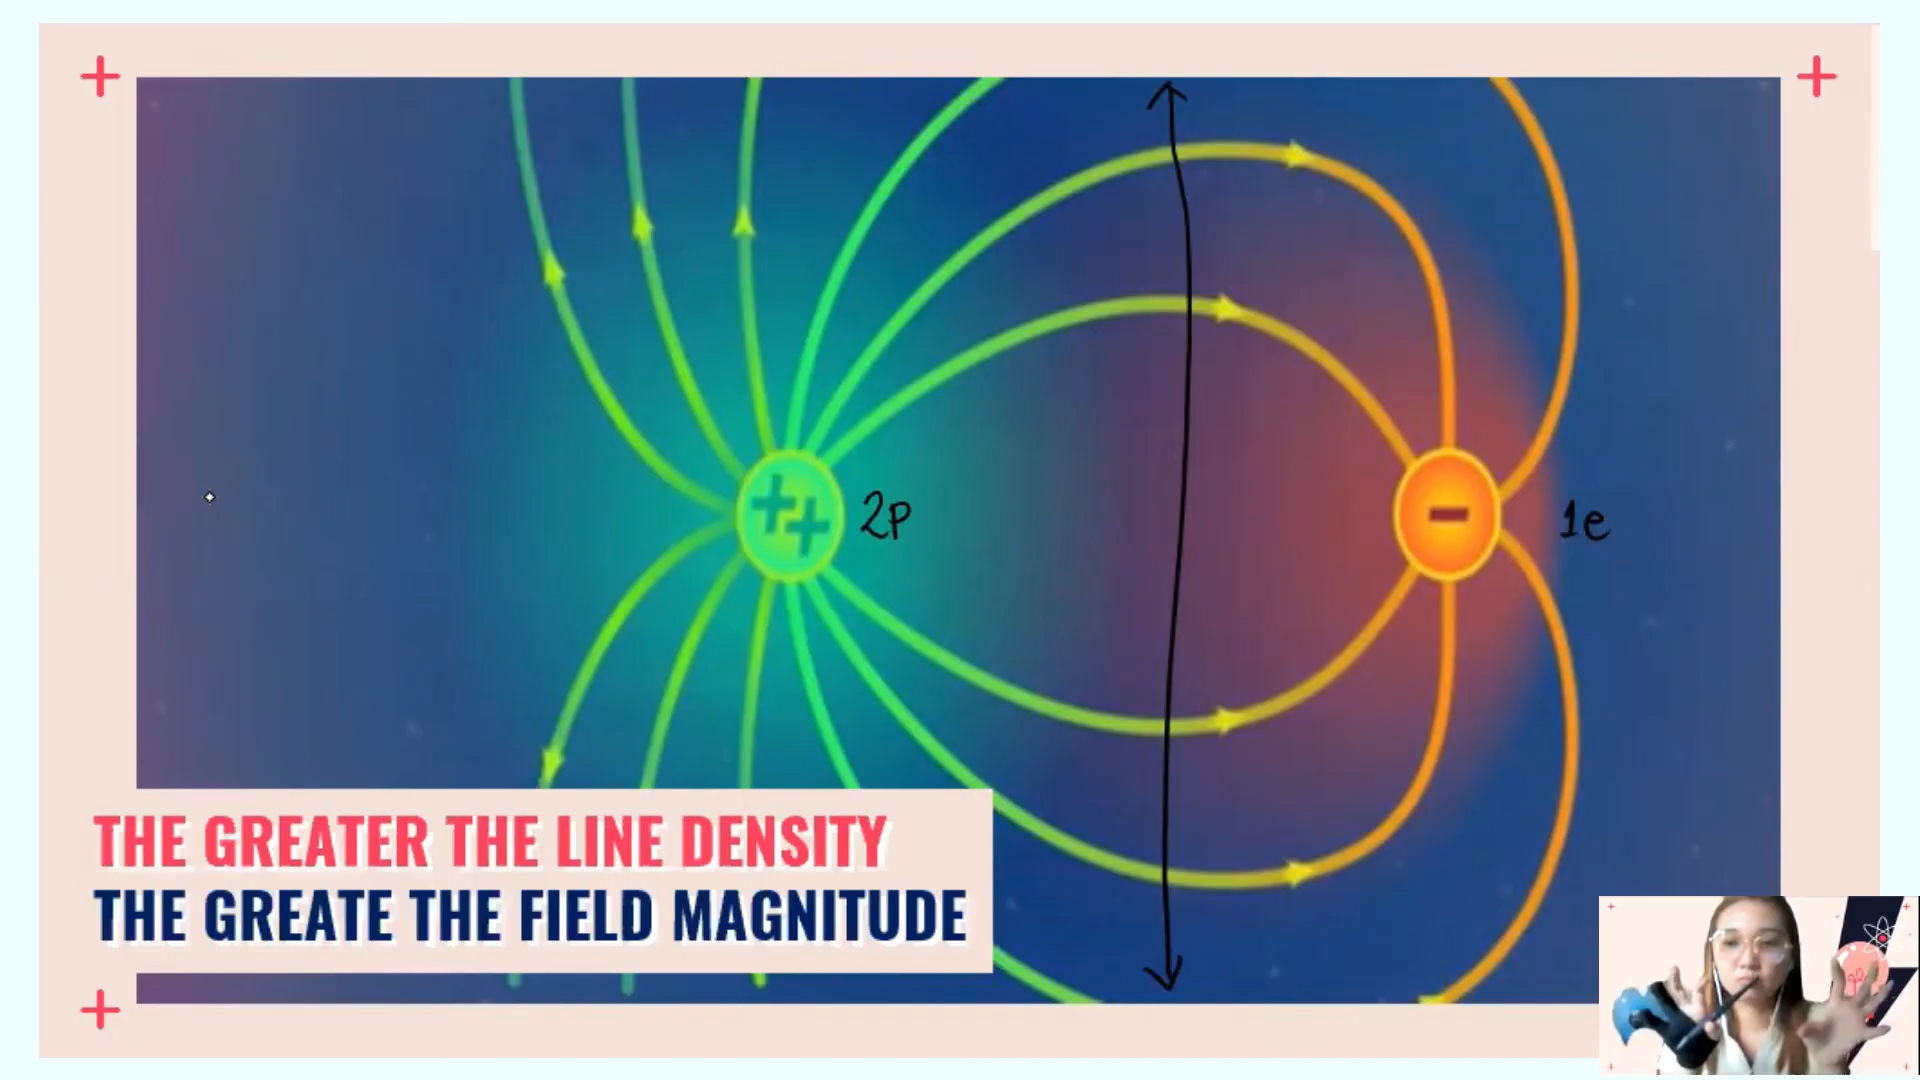 ++
2p
-
1e
THE GREATER THE LINE DENSITY
THE GREATE THE FIELD MAGNITUDE